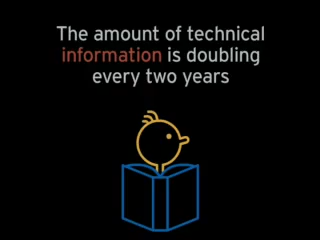 The amount of technical
information is doubling
every two years